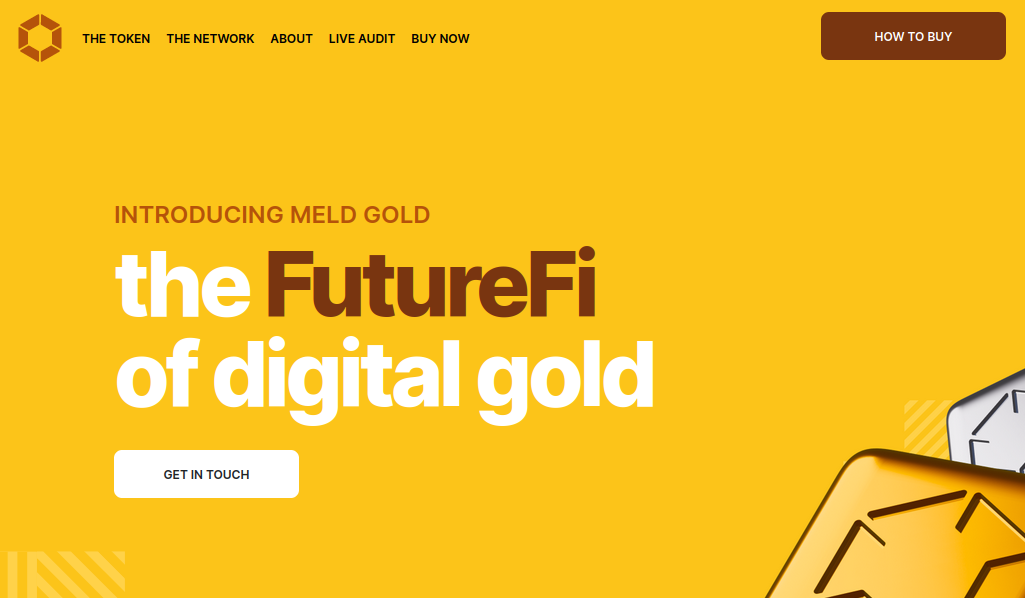 THE TOKEN THE NETWORK ABOUT LIVE AUDIT BUY NOW HOW TO BUY
INTRODUCING MELD GOLD
the FutureFi
of digital gold
GET IN TOUCH